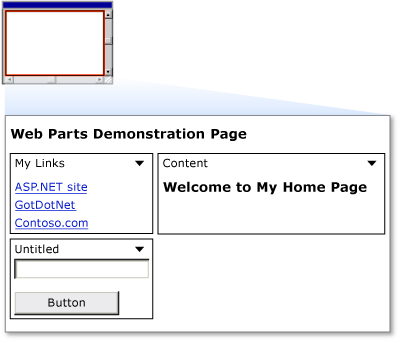 Web Parts Demonstration Page
My Links
ASP.NET site
GotDotNet
Contoso.com
Content
Welcome to My Home Page
Untitled
Button